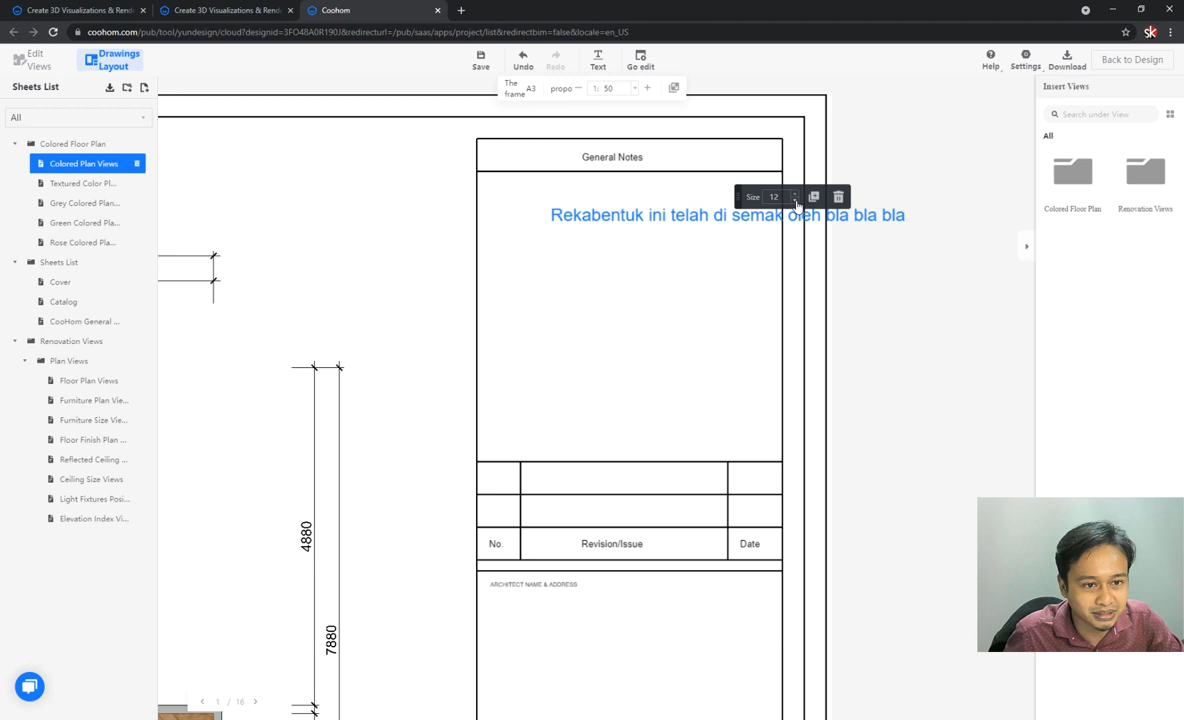 Create 3D Visualizations & Rende
Create 3D Visualizations & Rende
Coohom
coohom.com/pub/tool/yundesign/cloud?designid=3FO48A0R190J&redirecturl=/pub/saas/apps/project/list&redirectbim=false&locale=en_US
Edit Views
Drawings Layout
Save
Undo
Redo
Text
Go edit
Help
Settings
Download
Back to Design
Sheets List
The frame A3 propo 1: 50
Insert Views
All
Search under View
All
Colored Floor Plan
Renovation Views
Colored Floor Plan
Colored Plan Views
Textured Color Pl...
Grey Colored Plan...
Green Colored Pla...
Rose Colored Pla...
Sheets List
Cover
Catalog
CooHom General ...
Renovation Views
Plan Views
Floor Plan Views
Furniture Plan Vie...
Furniture Size Vie...
Floor Finish Plan ...
Reflected Ceiling ...
Ceiling Size Views
Light Fixtures Posi...
Elevation Index Vi...
General Notes
Size 12
Rekabentuk ini telah di semak oleh bla bla bla
4880
7880
No. Revision/Issue Date
ARCHITECT NAME & ADDRESS
1 / 16